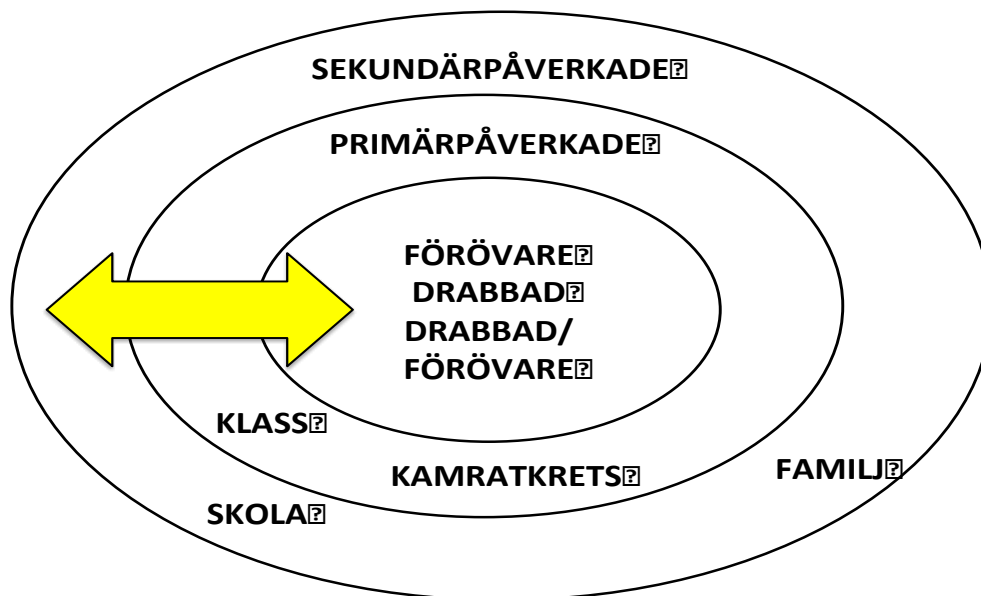 SEKUNDÄRPÅVERKADE
PRIMÄRPÅVERKADE
FÖRÖVARE
DRABBAD
DRABBAD/
FÖRÖVARE
KLASS
KAMRATKRETS
FAMILJ
SKOLA